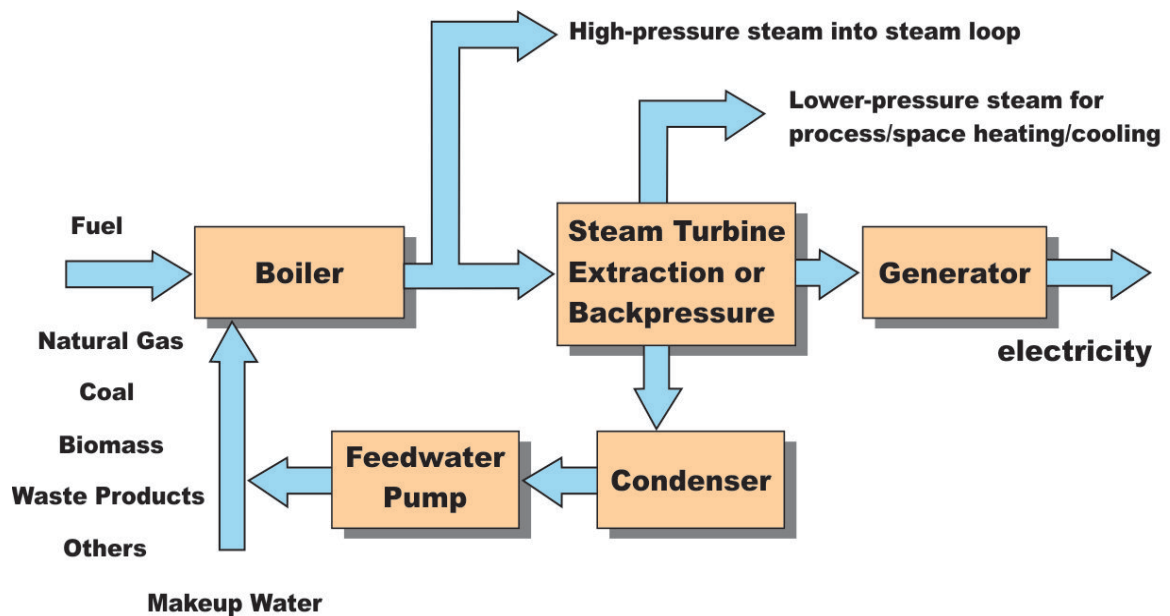 High-pressure steam into steam loop
Lower-pressure steam for
process/space heating/cooling
Fuel
Boiler
Steam Turbine
Extraction or
Backpressure
Generator
electricity
Natural Gas
Coal
Biomass
Waste Products
Others
Makeup Water
Feedwater
Pump
Condenser